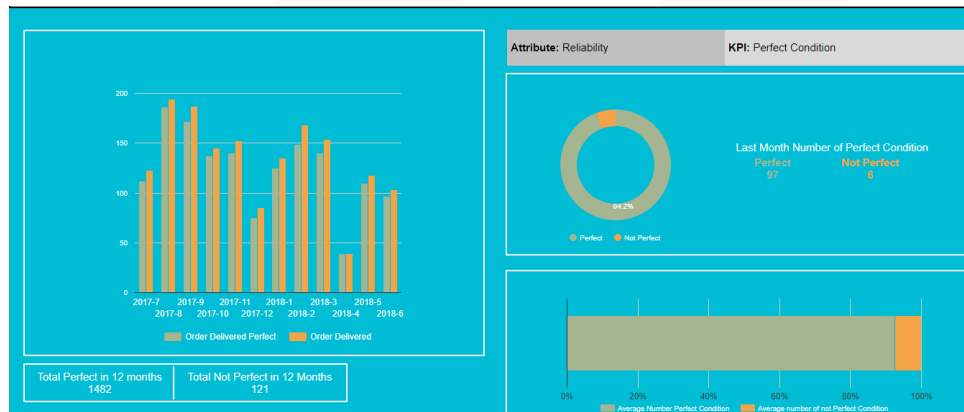 Attribute: Reliability
KPI: Perfect Condition
200
150
100
50
0
2017-7 2017-9 2017-11 2018-1 2018-3 2018-5
2017-8 2017-10 2017-12 2018-2 2018-4 2018-6
Order Delivered Perfect Order Delivered
Total Perfect in 12 months
1482
Total Not Perfect in 12 Months
121
94.2%
Perfect Not Perfect
Last Month Number of Perfect Condition
Perfect Not Perfect
97 6
0% 20% 40% 60% 80% 100%
Average Number Perfect Condition Average number of not Perfect Condition